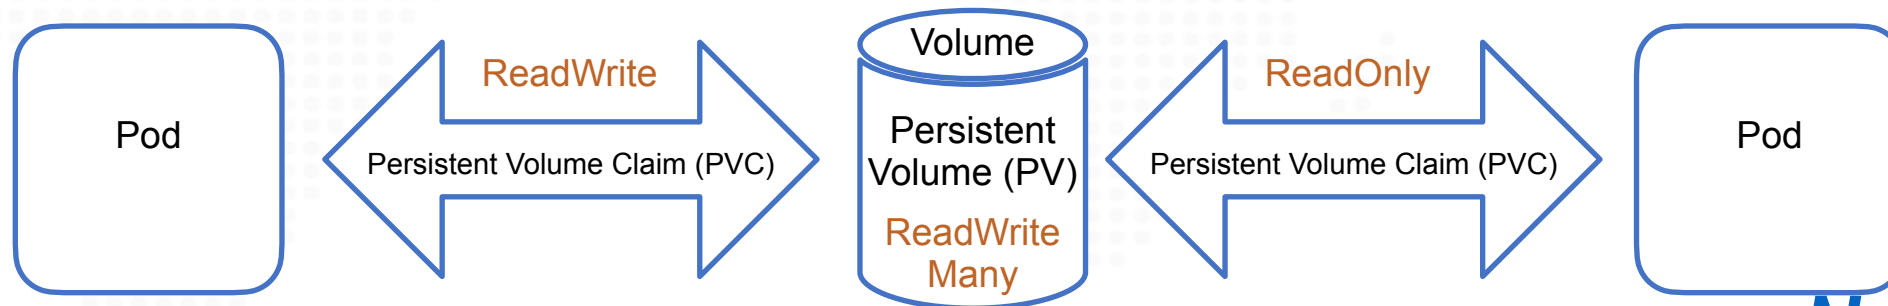 Pod
ReadWrite
Persistent Volume Claim (PVC)
Volume
Persistent
Volume (PV)
ReadWrite
Many
ReadOnly
Persistent Volume Claim (PVC)
Pod